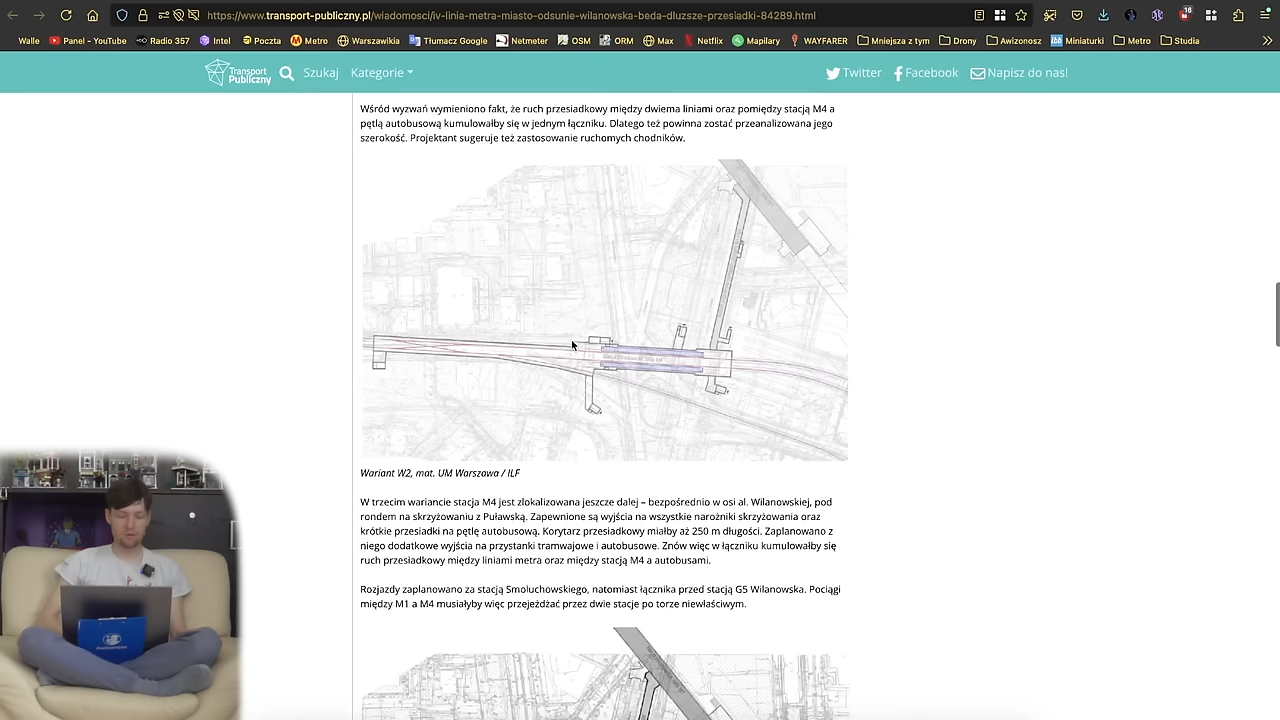 https://www.transport-publiczny.pl/wiadomosci/iv-linia-metra-miasto-odsunie-wilanowska-beda-dluzsze-przesiadki-84289.html
16
Walle Panel - YouTube Radio 357 Intel Poczta Metro Warszawikia Tłumacz Google Netmeter OSM ORM Max Netflix Mapilary WAYFARER Mniejsza z tym Drony Awizonosz Miniaturki Metro Studia
Transport Publiczny Szukaj Kategorie Twitter Facebook Napisz do nas!
Wśród wyzwań wymieniono fakt, że ruch przesiadkowy między dwiema liniami oraz pomiędzy stacją M4 a
pętlą autobusową kumulowałby się w jednym łączniku. Dlatego też powinna zostać przeanalizowana jego
szerokość. Projektant sugeruje też zastosowanie ruchomych chodników.
Wariant W2, mat. UM Warszawa / ILF
W trzecim wariancie stacja M4 jest zlokalizowana jeszcze dalej – bezpośrednio w osi al. Wilanowskiej, pod
rondem na skrzyżowaniu z Puławską. Zapewnione są wyjścia na wszystkie narożniki skrzyżowania oraz
krótkie przesiadki na pętlę autobusową. Korytarz przesiadkowy miałby aż 250 m długości. Zaplanowano z
niego dodatkowe wyjścia na przystanki tramwajowe i autobusowe. Znów więc w łączniku kumulowałby się
ruch przesiadkowy między liniami metra oraz między stacją M4 a autobusami.
Rozjazdy zaplanowano za stacją Smoluchowskiego, natomiast łącznika przed stacją G5 Wilanowska. Pociągi
między M1 a M4 musiałyby więc przejeżdżać przez dwie stacje po torze niewłaściwym.